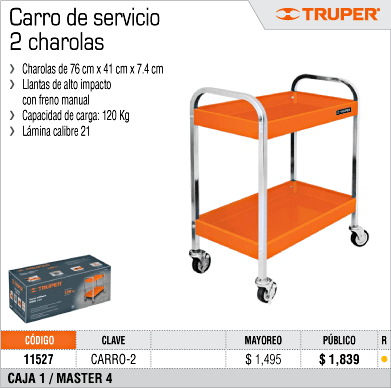 Carro de servicio
2 charolas
TRUPER®
Charolas de 76 cm x 41 cm x 7.4 cm
Llantas de alto impacto
con freno manual
Capacidad de carga: 120 Kg
Lámina calibre 21
TRUPER
TRUPER
CÓDIGO CLAVE MAYOREO PÚBLICO R
11527 CARRO-2 $ 1,495 $ 1,839
CAJA 1 / MASTER 4